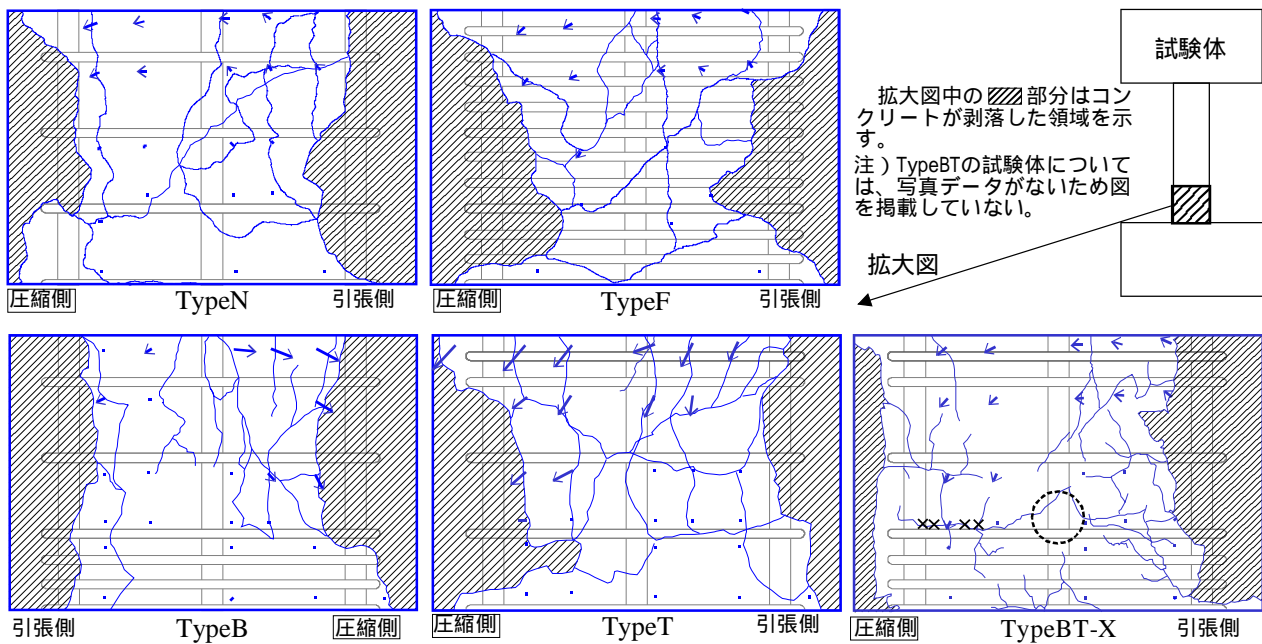 試験体
拡大図中の 部分はコン
クリートが剥落した領域を示
す。
注）TypeBTの試験体について
は、写真データがないため図
を掲載していない。
拡大図
圧縮側 TypeN 引張側
圧縮側 TypeF 引張側
引張側 TypeB 圧縮側
圧縮側 TypeT 引張側
圧縮側 TypeBT-X 引張側